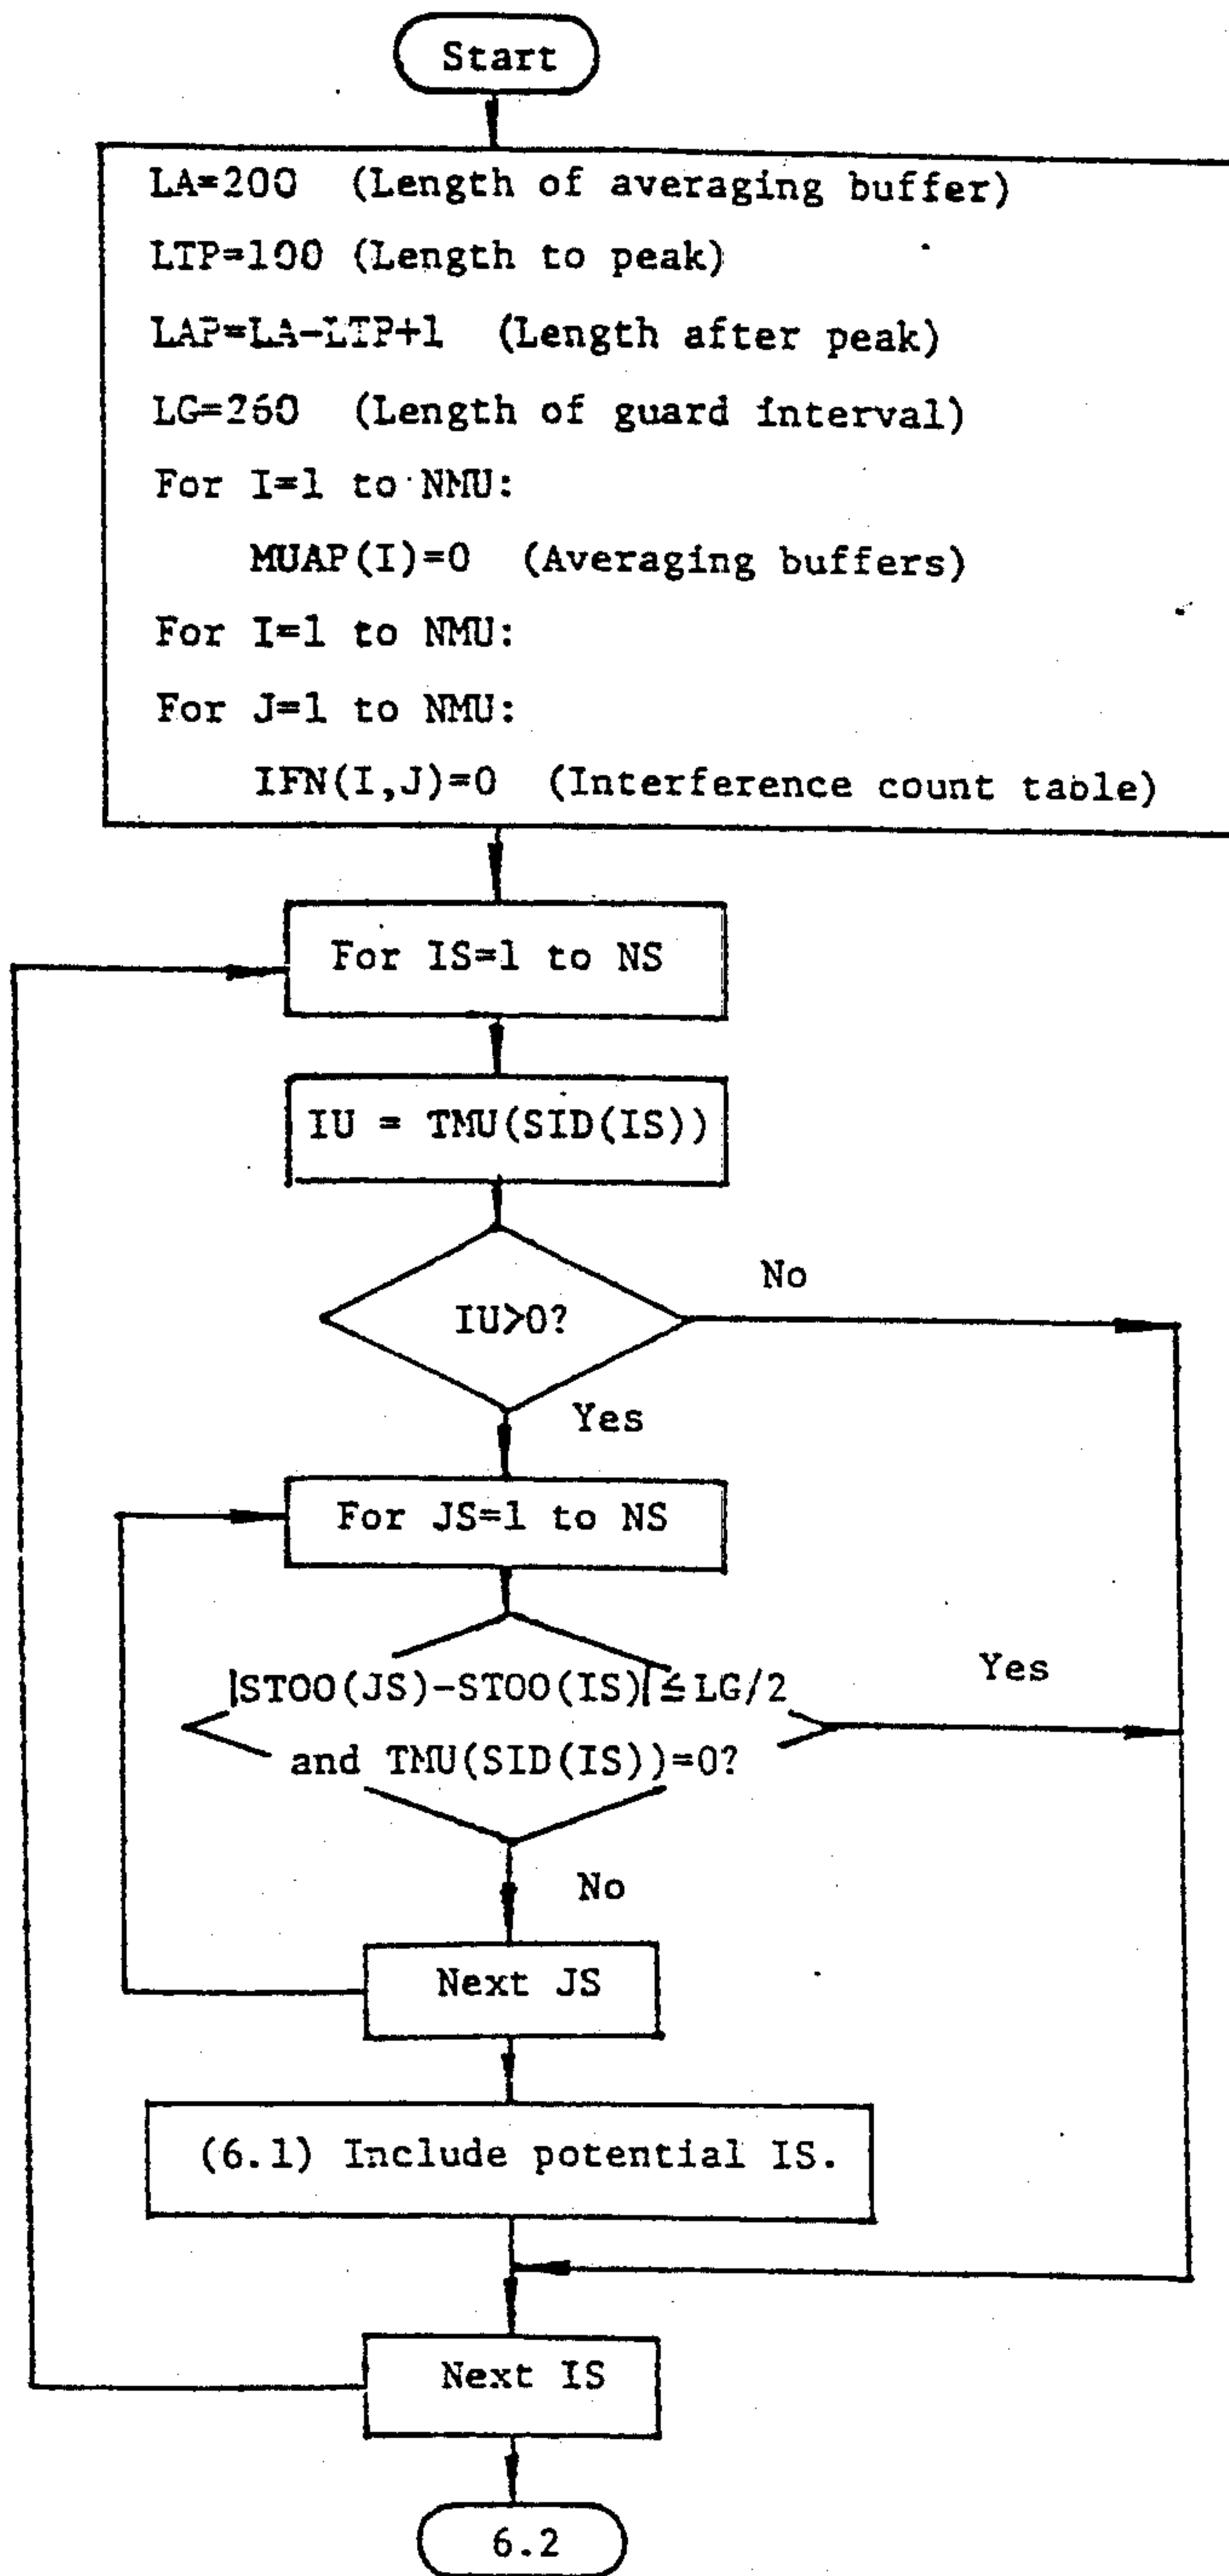 Start
LA=200 (Length of averaging buffer)
LTP=100 (Length to peak)
LAP=LA-LTP+1 (Length after peak)
LG=260 (Length of guard interval)
For I=1 to NMU:
MUAP(I)=0 (Averaging buffers)
For I=1 to NMU:
For J=1 to NMU:
IFN(I,J)=0 (Interference count table)
For IS=1 to NS
IU = TMU(SID(IS))
No
IU>0?
Yes
For JS=1 to NS
|STOO(JS)-STOO(IS)|≦LG/2
Yes
and TMU(SID(IS))=0?
No
Next JS
(6.1) Include potential IS.
Next IS
6.2